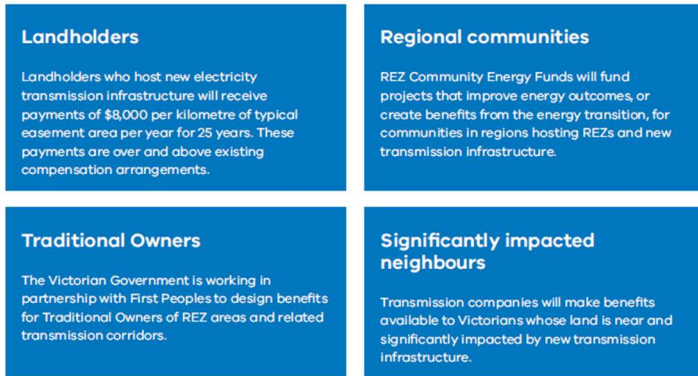 Landholders
Landholders who host new electricity
transmission infrastructure will receive
payments of $8,000 per kilometre of typical
easement area per year for 25 years. These
payments are over and above existing
compensation arrangements.
Regional communities
REZ Community Energy Funds will fund
projects that improve energy outcomes, or
create benefits from the energy transition, for
communities in regions hosting REZs and new
transmission infrastructure.
Traditional Owners
The Victorian Government is working in
partnership with First Peoples to design benefits
for Traditional Owners of REZ areas and related
transmission corridors.
Significantly impacted
neighbours
Transmission companies will make benefits
available to Victorians whose land is near and
significantly impacted by new transmission
infrastructure.